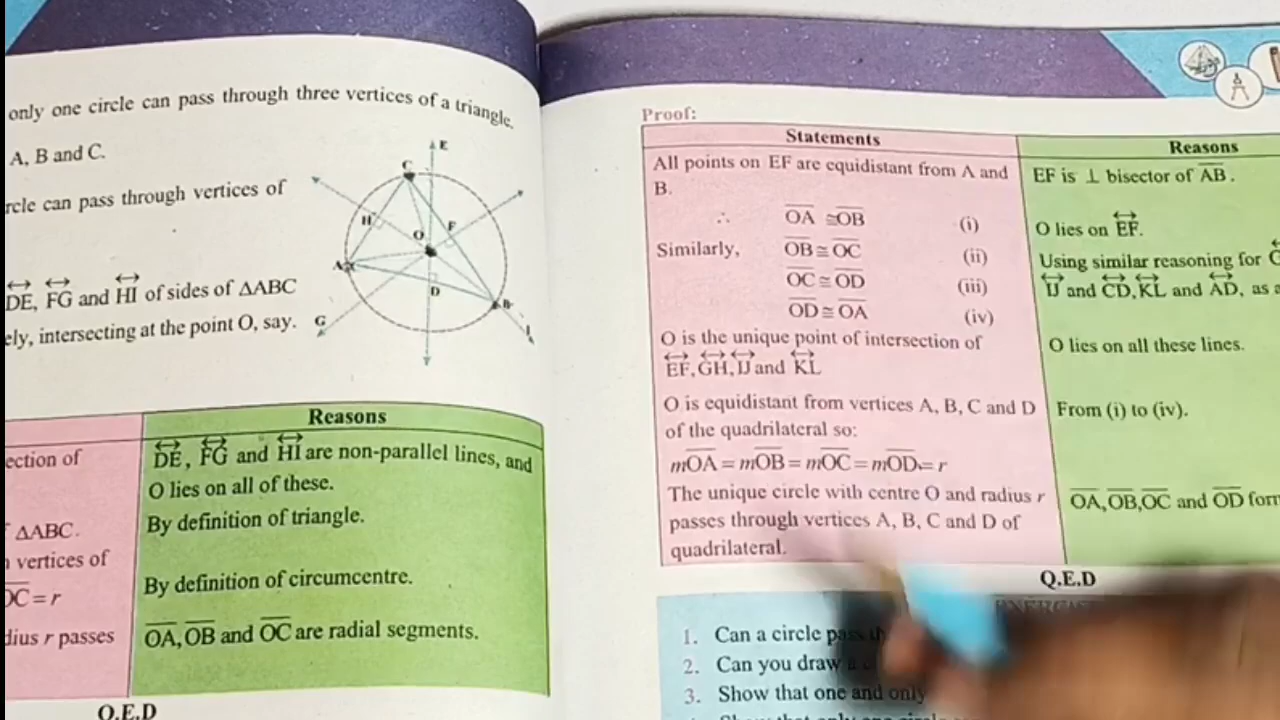 only one circle can pass through three vertices of a triangle.
A, B and C.
rcle can pass through vertices of
DE, FG and HI of sides of ΔABC
ely, intersecting at the point O, say.
E
C
H
F
O
A
D
B
G
I
Reasons
ection of
DE, FG and HI are non-parallel lines, and
O lies on all of these.
ΔABC.
By definition of triangle.
vertices of
By definition of circumcentre.
OC = r
dius r passes
OA, OB and OC are radial segments.
Q.E.D
Proof:
Statements
Reasons
All points on EF are equidistant from A and
B.
EF is ⊥ bisector of AB.
∴ OA ≅ OB (i)
O lies on EF.
Similarly, OB ≅ OC (ii)
Using similar reasoning for
OC ≅ OD (iii)
IJ and CD, KL and AD, as
OD ≅ OA (iv)
O is the unique point of intersection of
EF, GH, IJ and KL
O lies on all these lines.
O is equidistant from vertices A, B, C and D
of the quadrilateral so:
From (i) to (iv).
mOA = mOB = mOC = mOD = r
The unique circle with centre O and radius r
passes through vertices A, B, C and D of
quadrilateral.
OA, OB, OC and OD form
Q.E.D
1. Can a circle pass
2. Can you draw
3. Show that one and only